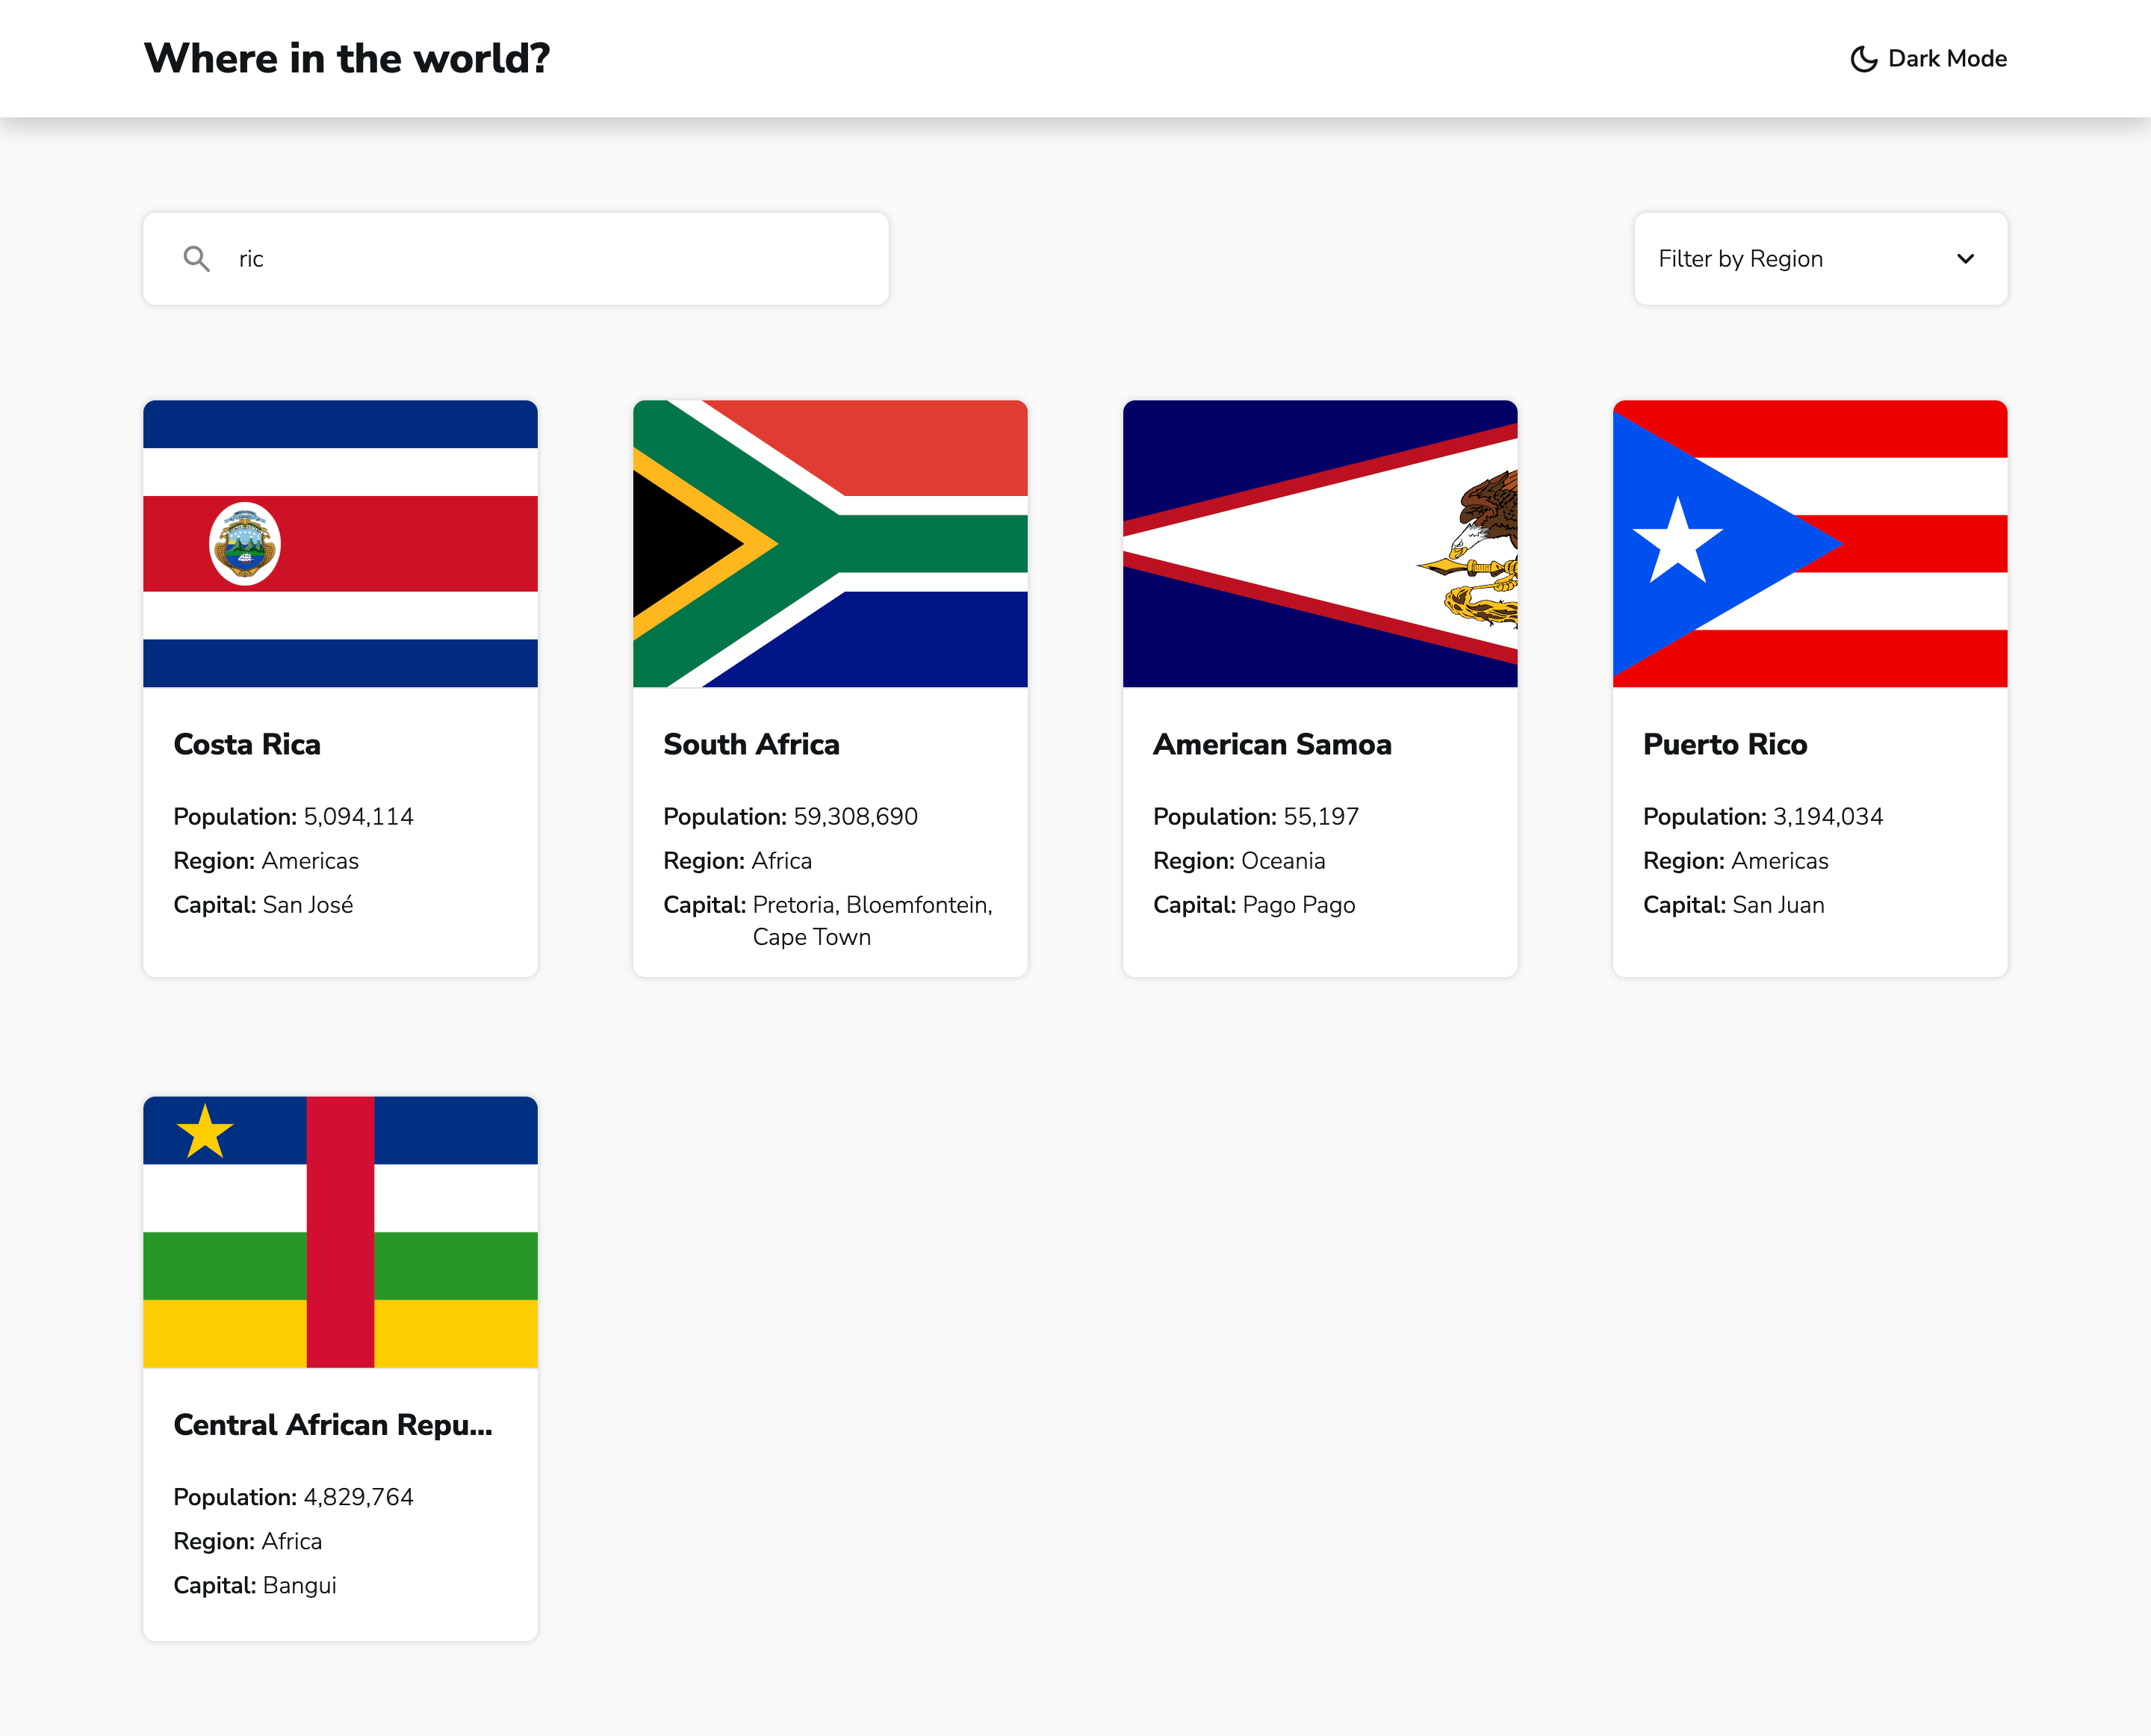 Where in the world?
Dark Mode
ric
Filter by Region
Costa Rica
Population: 5,094,114
Region: Americas
Capital: San José
South Africa
Population: 59,308,690
Region: Africa
Capital: Pretoria, Bloemfontein,
Cape Town
American Samoa
Population: 55,197
Region: Oceania
Capital: Pago Pago
Puerto Rico
Population: 3,194,034
Region: Americas
Capital: San Juan
Central African Repu...
Population: 4,829,764
Region: Africa
Capital: Bangui